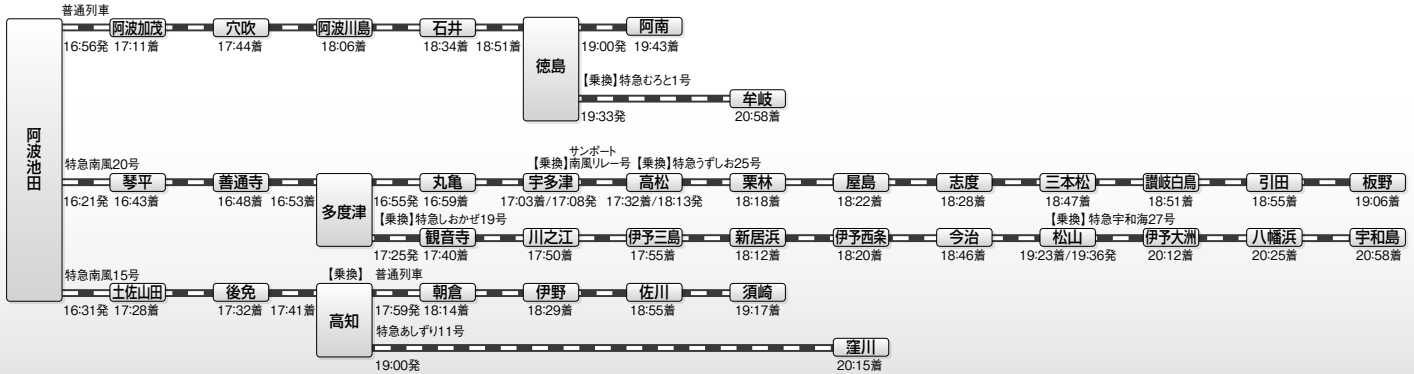 普通列車
阿波加茂 穴吹 阿波川島 石井 阿南
16:56発 17:11着 17:44着 18:06着 18:34着 18:51着 19:00発 19:43着
徳島
【乗換】特急むろと1号
牟岐
19:33発 20:58着
阿波池田
特急南風20号
サンポート
【乗換】南風リレー号 【乗換】特急うずしお25号
琴平 善通寺 丸亀 宇多津 高松 栗林 屋島 志度 三本松 讃岐白鳥 引田 板野
16:21発 16:43着 16:48着 16:53着 16:55発 16:59着 17:03着/17:08発 17:32着/18:13発 18:18着 18:22着 18:28着 18:47着 18:51着 18:55着 19:06着
多度津
【乗換】特急しおかぜ19号 【乗換】特急宇和海27号
観音寺 川之江 伊予三島 新居浜 伊予西条 今治 松山 伊予大洲 八幡浜 宇和島
17:25発 17:40着 17:50着 17:55着 18:12着 18:20着 18:46着 19:23着/19:36発 20:12着 20:25着 20:58着
特急南風15号 【乗換】 普通列車
土佐山田 後免 朝倉 伊野 佐川 須崎
16:31発 17:28着 17:32着 17:41着 17:59発 18:14着 18:29着 18:55着 19:17着
高知
特急あしずり11号
窪川
19:00発 20:15着